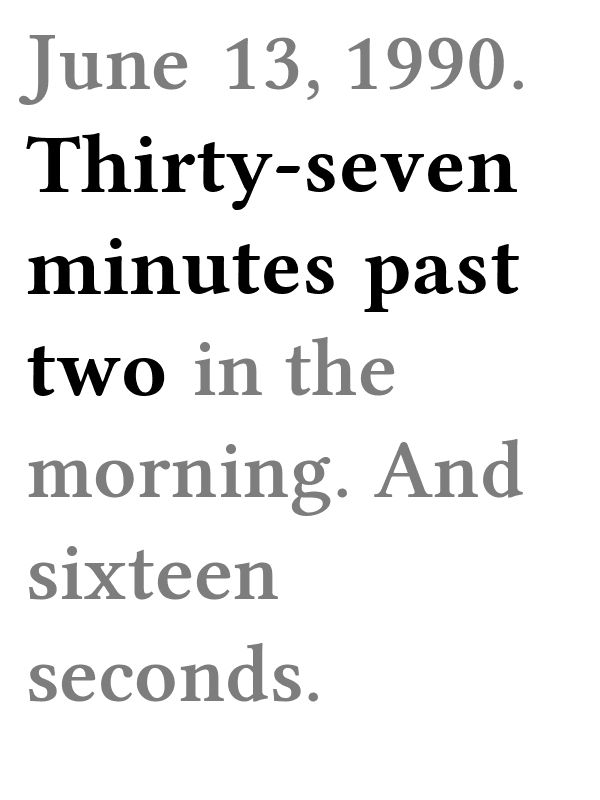 June 13, 1990.
Thirty-seven
minutes past
two in the
morning. And
sixteen
seconds.